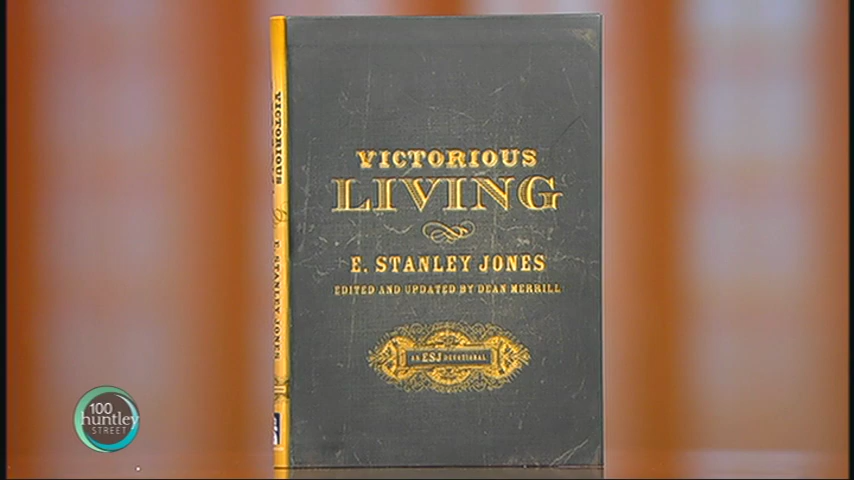 VICTORIOUS
LIVING
E. STANLEY JONES
EDITED AND UPDATED BY DEAN MERRILL
AN ESJ DEVOTIONAL
VICTORIOUS
E. STANLEY JONES
100
huntley
STREET